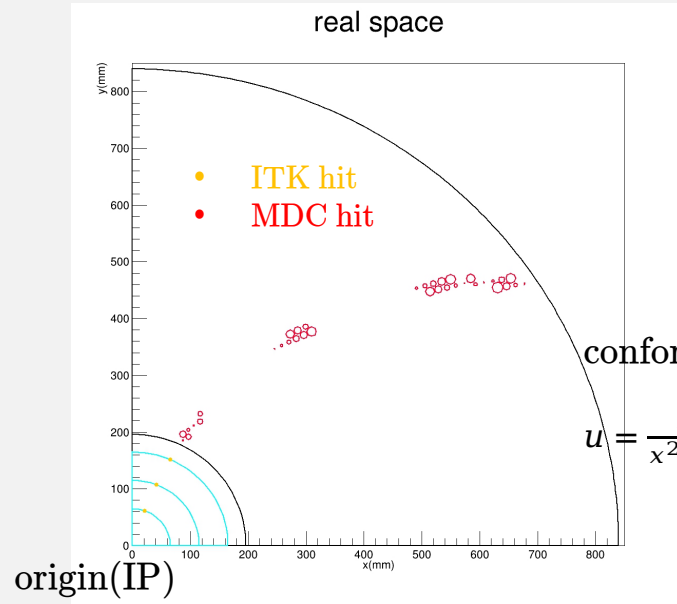 real space
y(mm)
800
700
600
500
400
300
200
100
0
ITK hit
MDC hit
confor
u = x²
0 100 200 300 400 500 600 700 800
x(mm)
origin(IP)